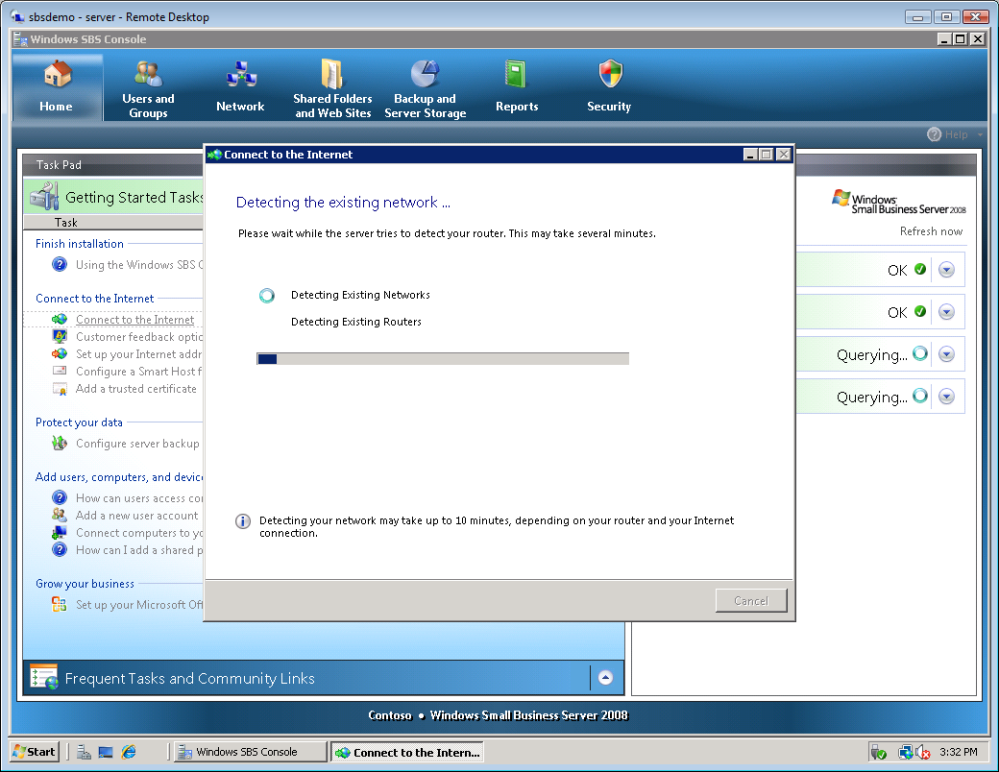 sbsdemo - server - Remote Desktop
Windows SBS Console
Home
Users and
Groups
Network
Shared Folders
and Web Sites
Backup and
Server Storage
Reports
Security
Help
Task Pad
Getting Started Tasks
Task
Finish installation
Using the Windows SBS C
Connect to the Internet
Connect to the Internet
Customer feedback optic
Set up your Internet addr
Configure a Smart Host f
Add a trusted certificate
Protect your data
Configure server backup
Add users, computers, and device
How can users access co
Add a new user account
Connect computers to yo
How can I add a shared p
Grow your business
Set up your Microsoft Off
Connect to the Internet
Detecting the existing network ...
Please wait while the server tries to detect your router. This may take several minutes.
Detecting Existing Networks
Detecting Existing Routers
Detecting your network may take up to 10 minutes, depending on your router and your Internet
connection.
Cancel
Windows
Small Business Server 2008
Refresh now
OK
OK
Querying...
Querying...
Frequent Tasks and Community Links
Contoso • Windows Small Business Server 2008
Start
Windows SBS Console
Connect to the Intern...
3:32 PM